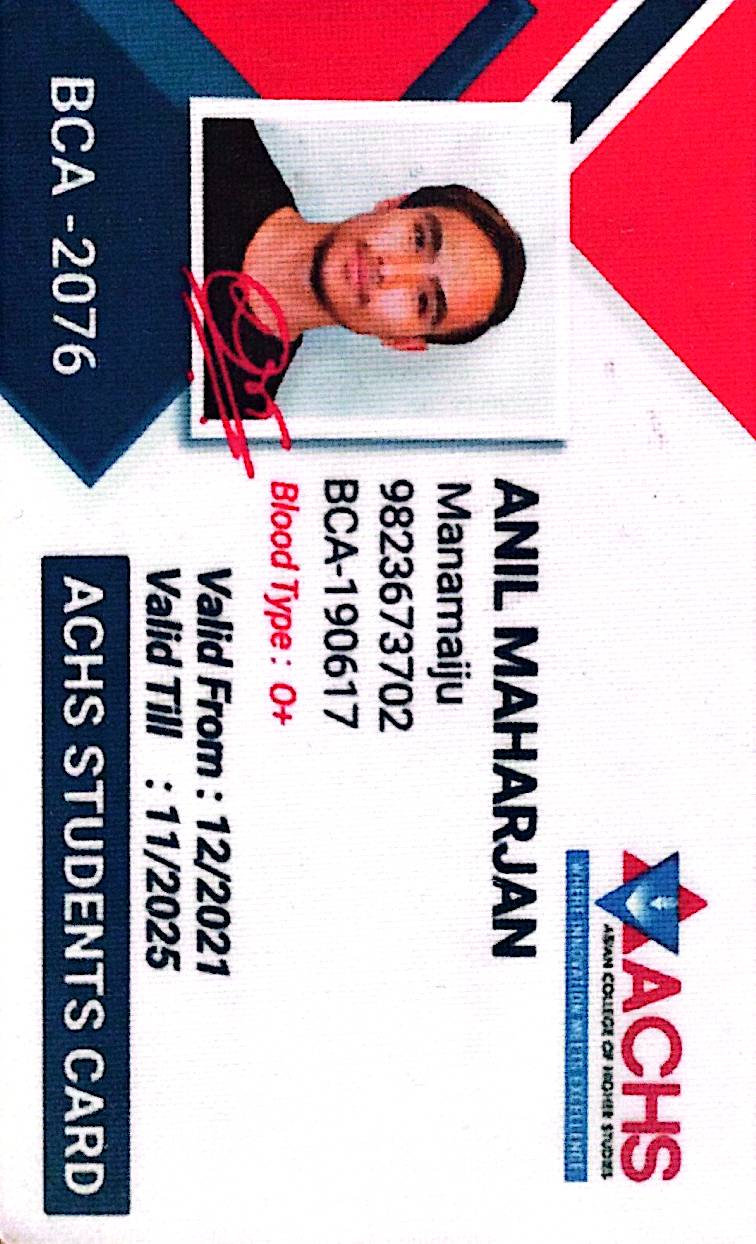 ACHS
ASIAN COLLEGE OF HIGHER STUDIES
WHERE INNOVATION MEETS EXCELLENCE
ANIL MAHARJAN
Manamaiju
9823673702
BCA-190617
Blood Type : O+
Valid From : 12/2021
Valid Till : 11/2025
BCA -2076
ACHS STUDENTS CARD